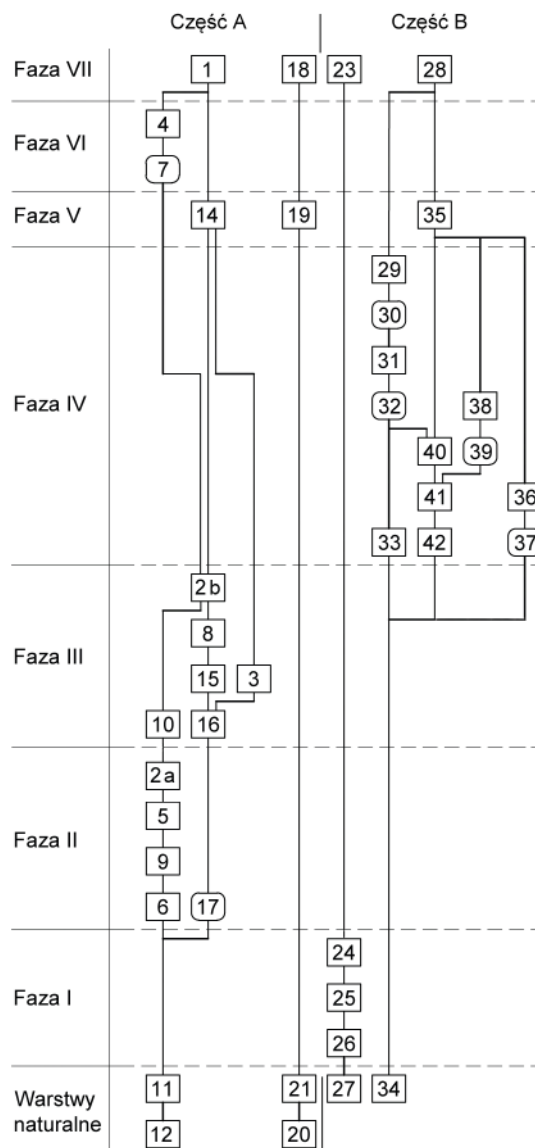 Część A Część B
Faza VII 1 18 23 28
4
Faza VI
7
Faza V 14 19 35
29
30
31
Faza IV 32 38
40 39
41 36
33 42 37
2b
8
Faza III
15 3
10 16
2a
5
Faza II
9
6 17
24
Faza I 25
26
11 21 27 34
Warstwy
naturalne 12 20